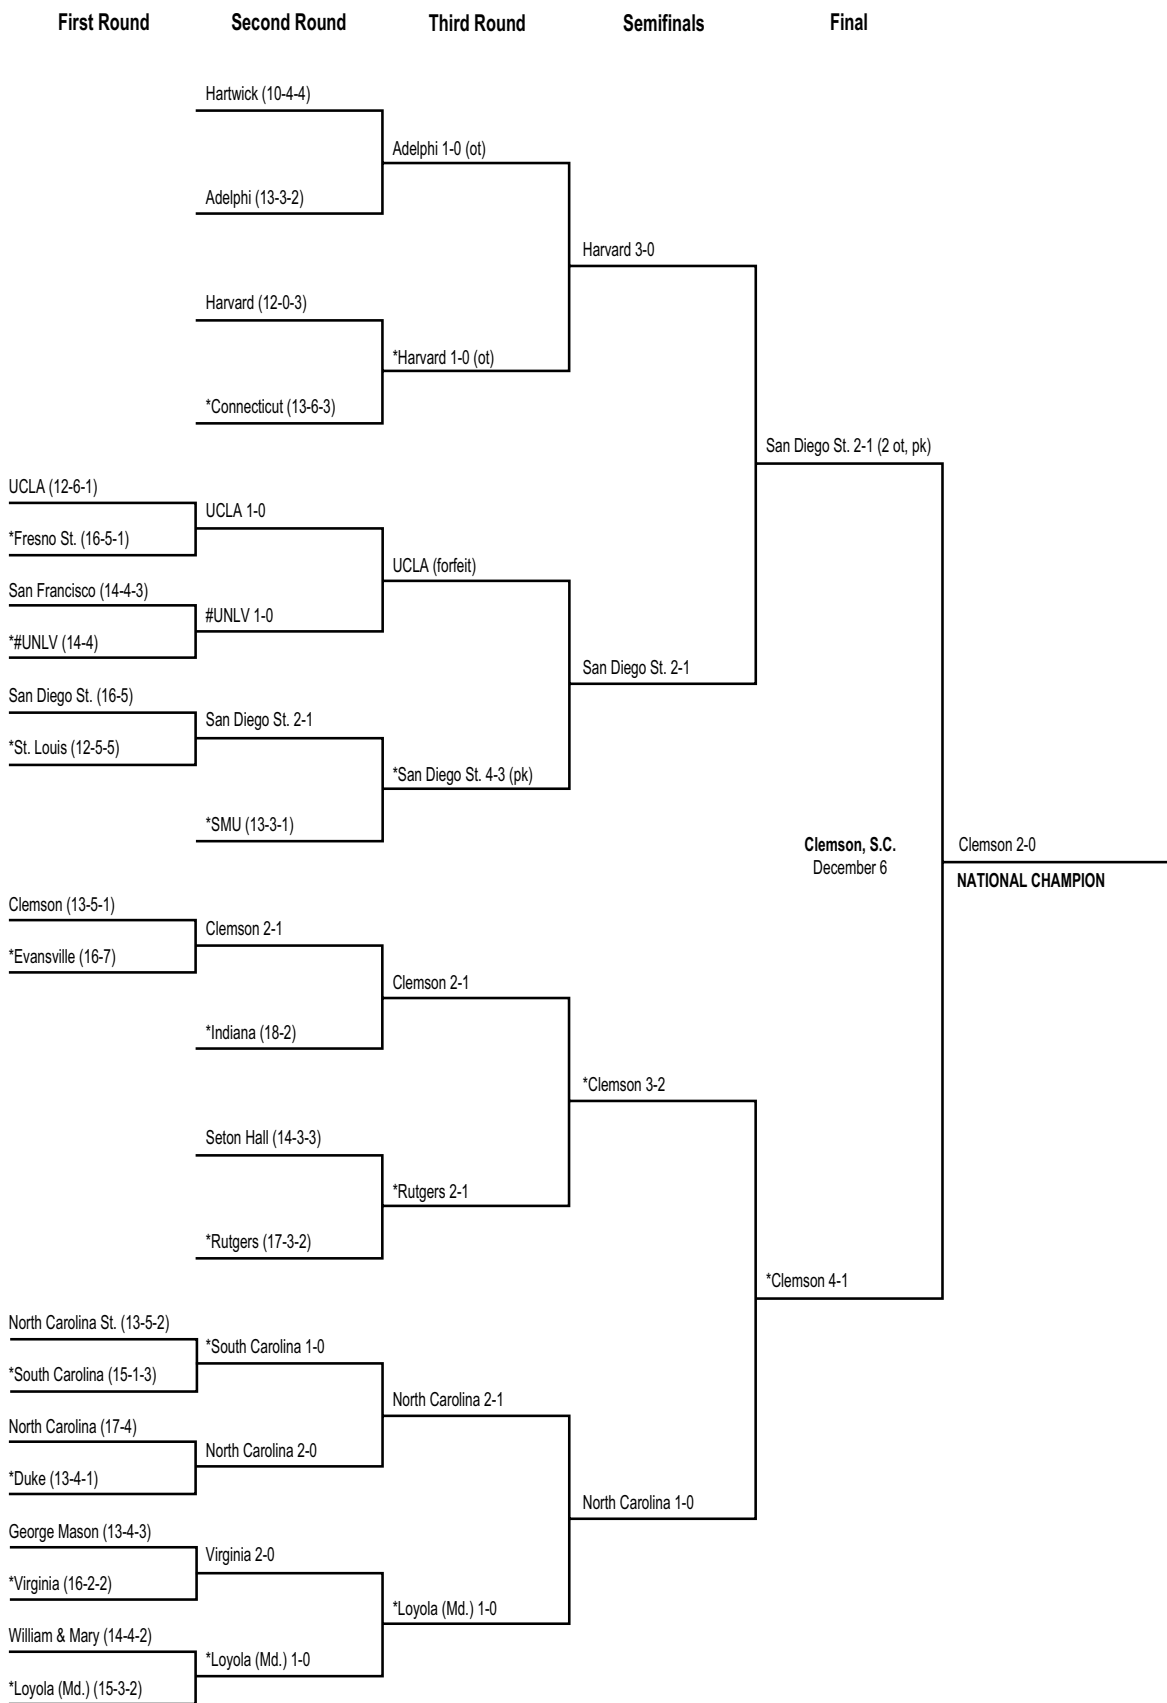 First Round
Second Round
Third Round
Semifinals
Final
Hartwick (10-4-4)
Adelphi 1-0 (ot)
Adelphi (13-3-2)
Harvard 3-0
Harvard (12-0-3)
*Harvard 1-0 (ot)
*Connecticut (13-6-3)
San Diego St. 2-1 (2 ot, pk)
UCLA (12-6-1)
UCLA 1-0
*Fresno St. (16-5-1)
UCLA (forfeit)
San Francisco (14-4-3)
#UNLV 1-0
*#UNLV (14-4)
San Diego St. 2-1
San Diego St. (16-5)
San Diego St. 2-1
*St. Louis (12-5-5)
*San Diego St. 4-3 (pk)
*SMU (13-3-1)
Clemson, S.C.
December 6
Clemson 2-0
NATIONAL CHAMPION
Clemson (13-5-1)
Clemson 2-1
*Evansville (16-7)
Clemson 2-1
*Indiana (18-2)
*Clemson 3-2
Seton Hall (14-3-3)
*Rutgers 2-1
*Rutgers (17-3-2)
*Clemson 4-1
North Carolina St. (13-5-2)
*South Carolina 1-0
*South Carolina (15-1-3)
North Carolina 2-1
North Carolina (17-4)
North Carolina 2-0
*Duke (13-4-1)
North Carolina 1-0
George Mason (13-4-3)
Virginia 2-0
*Virginia (16-2-2)
*Loyola (Md.) 1-0
William & Mary (14-4-2)
*Loyola (Md.) 1-0
*Loyola (Md.) (15-3-2)